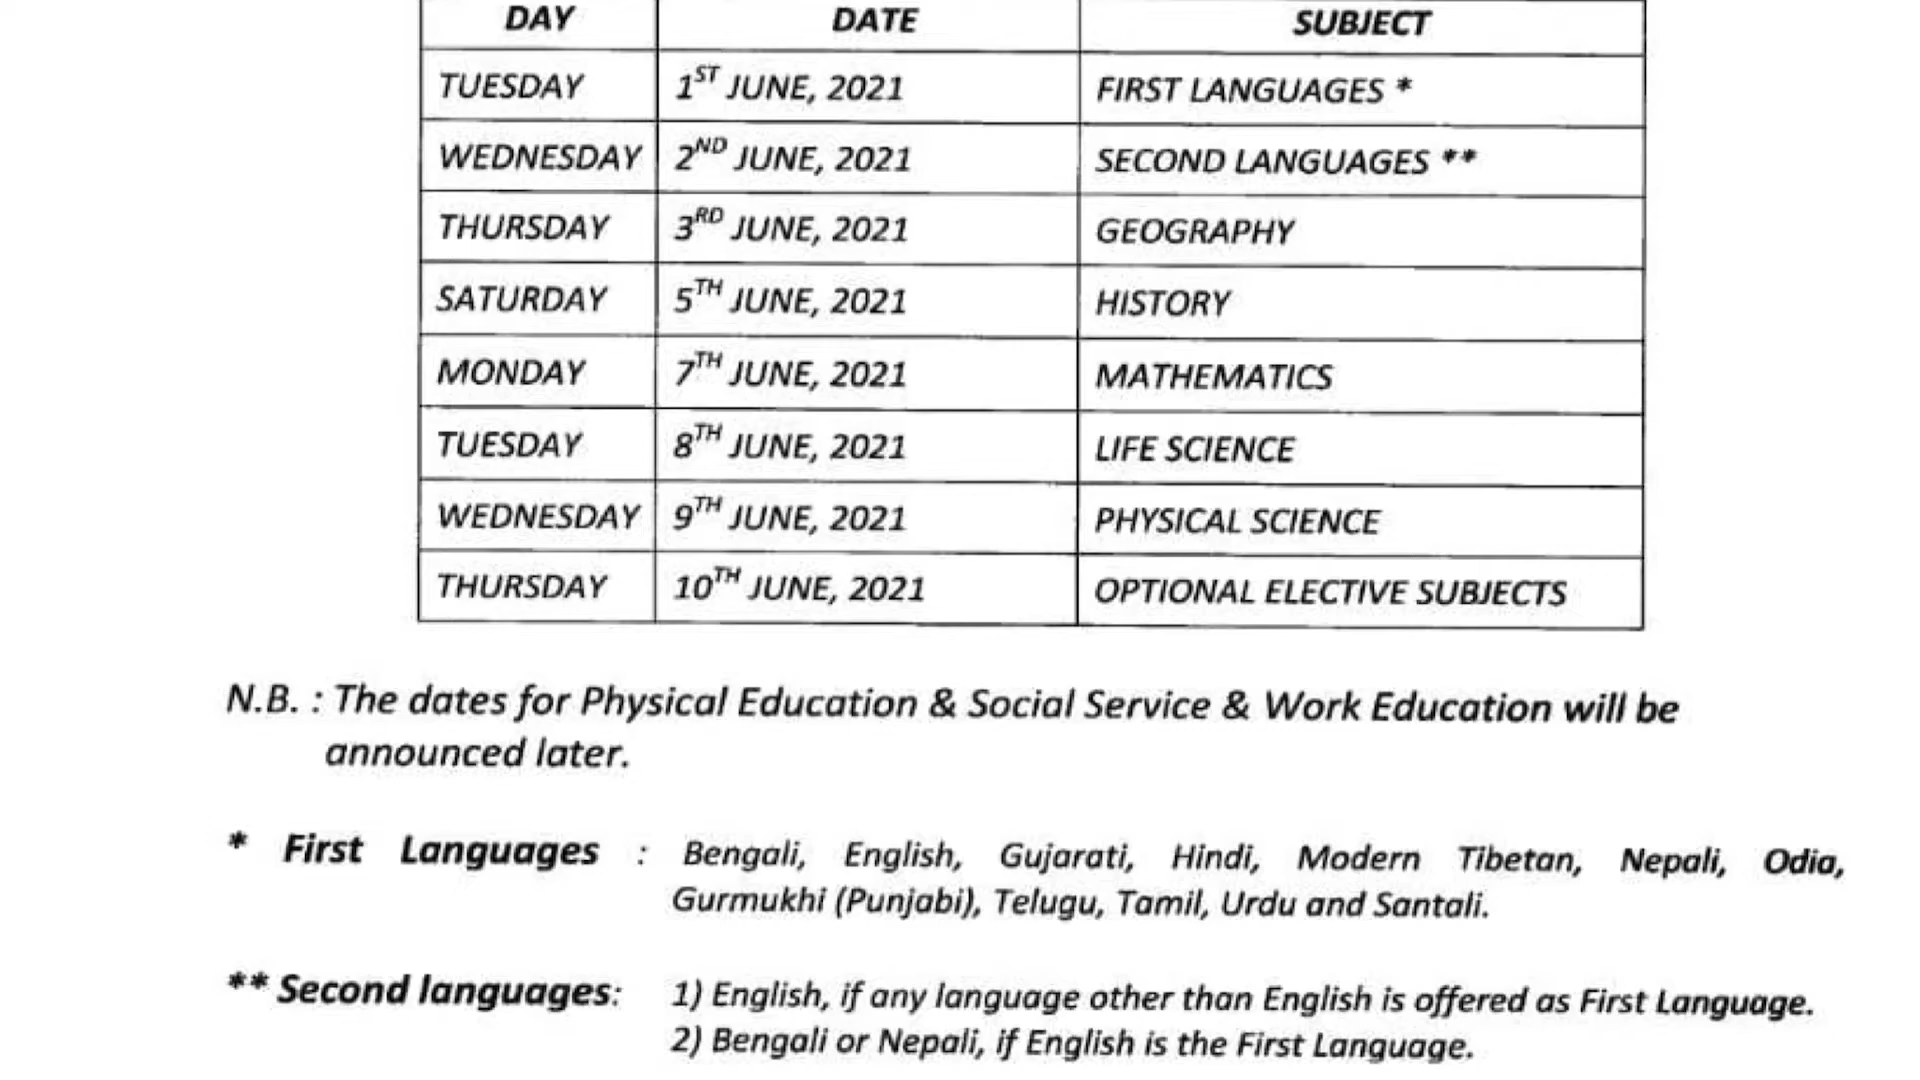 DAY DATE SUBJECT
TUESDAY 1ST JUNE, 2021 FIRST LANGUAGES *
WEDNESDAY 2ND JUNE, 2021 SECOND LANGUAGES **
THURSDAY 3RD JUNE, 2021 GEOGRAPHY
SATURDAY 5TH JUNE, 2021 HISTORY
MONDAY 7TH JUNE, 2021 MATHEMATICS
TUESDAY 8TH JUNE, 2021 LIFE SCIENCE
WEDNESDAY 9TH JUNE, 2021 PHYSICAL SCIENCE
THURSDAY 10TH JUNE, 2021 OPTIONAL ELECTIVE SUBJECTS
N.B. : The dates for Physical Education & Social Service & Work Education will be
announced later.
* First Languages : Bengali, English, Gujarati, Hindi, Modern Tibetan, Nepali, Odia,
Gurmukhi (Punjabi), Telugu, Tamil, Urdu and Santali.
** Second languages: 1) English, if any language other than English is offered as First Language.
2) Bengali or Nepali, if English is the First Language.